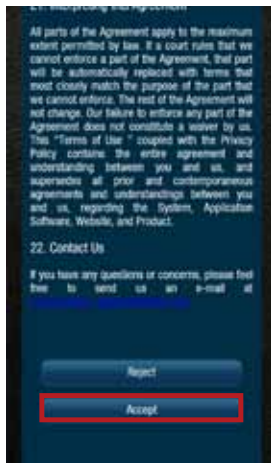 21. Interpreting this Agreement
All parts of the Agreement apply to the maximum
extent permitted by law. If a court rules that we
cannot enforce a part of the Agreement, that part
will be automatically replaced with terms that
most closely match the purpose of the part that
we cannot enforce. The rest of the Agreement will
not change. Our failure to enforce any part of the
Agreement does not constitute a waiver by us.
This "Terms of Use " coupled with the Privacy
Policy contains the entire agreement and
understanding between you and us, and
supersedes all prior and contemporaneous
agreements and understandings between you
and us, regarding the System, Application
Software, Website, and Product.
22. Contact Us
If you have any questions or concerns, please feel
free to send us an e-mail at
Reject
Accept